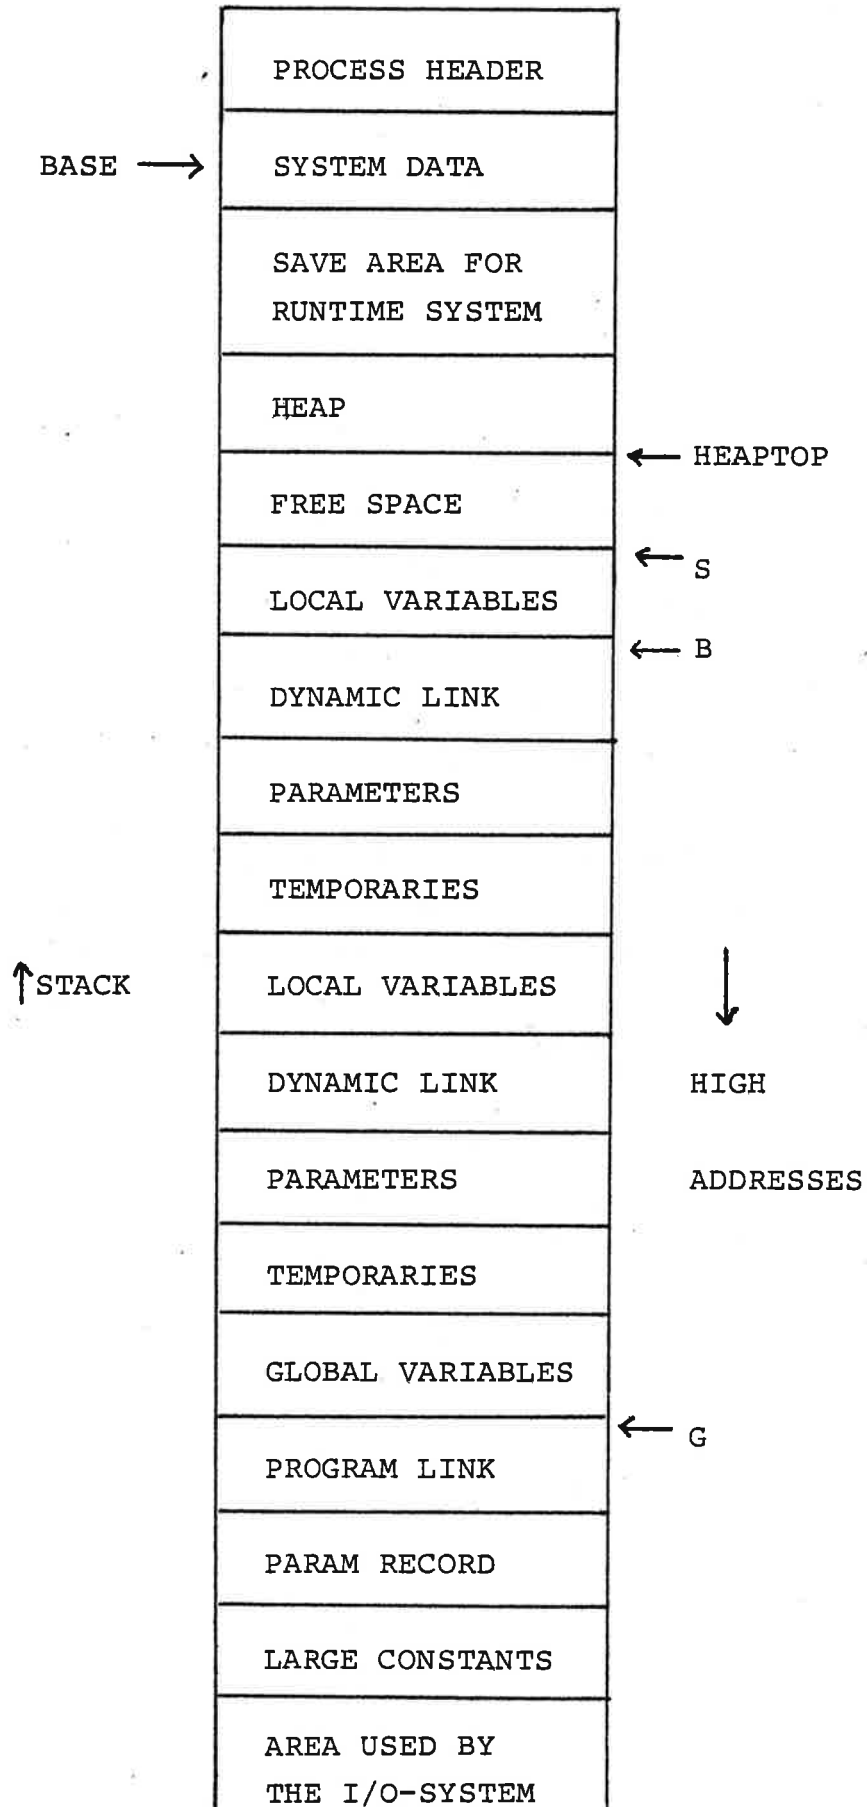 PROCESS HEADER
BASE → SYSTEM DATA
SAVE AREA FOR
RUNTIME SYSTEM
HEAP
← HEAPTOP
FREE SPACE
← S
LOCAL VARIABLES
← B
DYNAMIC LINK
PARAMETERS
TEMPORARIES
↑STACK LOCAL VARIABLES ↓
DYNAMIC LINK HIGH
PARAMETERS ADDRESSES
TEMPORARIES
GLOBAL VARIABLES
← G
PROGRAM LINK
PARAM RECORD
LARGE CONSTANTS
AREA USED BY
THE I/O-SYSTEM